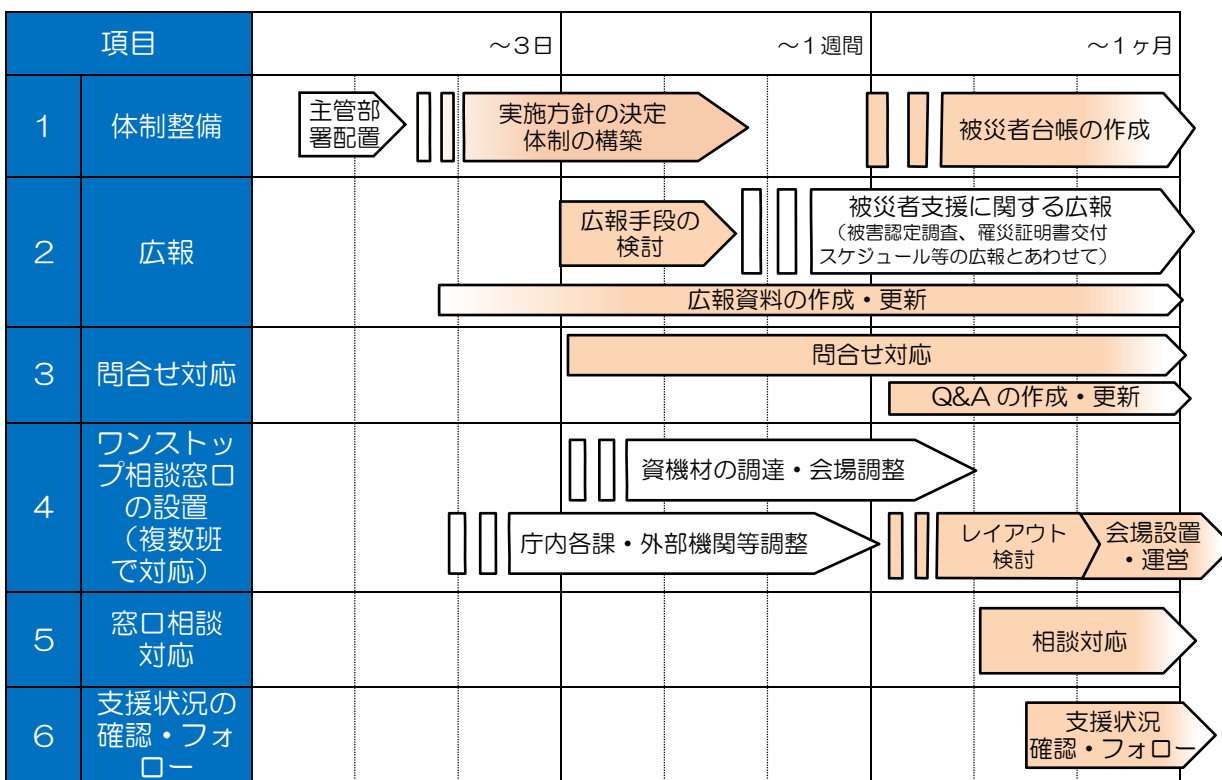 項目
～3日
～1週間
～1ヶ月
1
体制整備
主管部
署配置
実施方針の決定
体制の構築
被災者台帳の作成
2
広報
広報手段の
検討
被災者支援に関する広報
（被害認定調査、罹災証明書交付
スケジュール等の広報とあわせて）
広報資料の作成・更新
3
問合せ対応
問合せ対応
Q&Aの作成・更新
4
ワンストッ
プ相談窓口
の設置
（複数班
で対応）
資機材の調達・会場調整
庁内各課・外部機関等調整
レイアウト
検討
会場設置
・運営
5
窓口相談
対応
相談対応
6
支援状況の
確認・フォ
ロー
支援状況
確認・フォロー